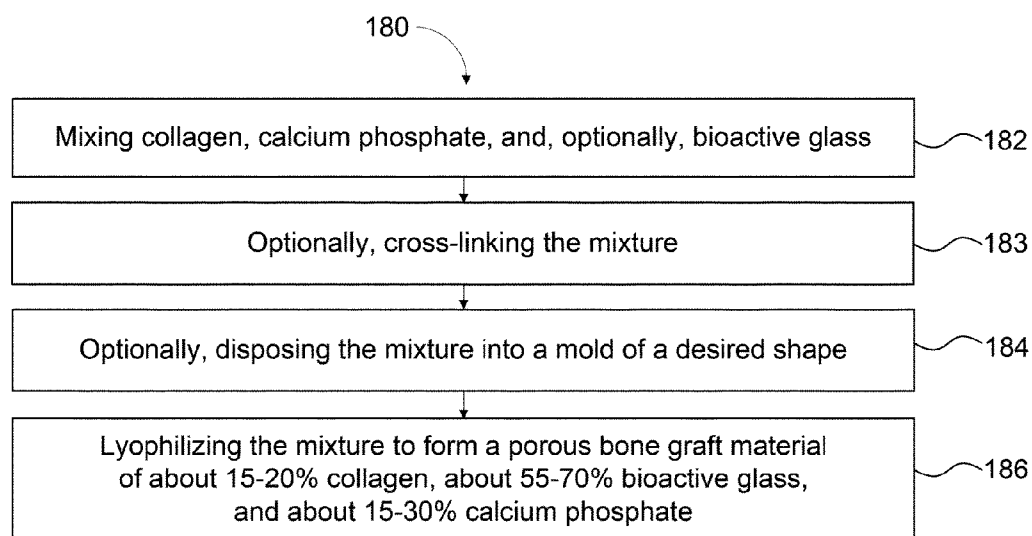 180
Mixing collagen, calcium phosphate, and, optionally, bioactive glass
182
Optionally, cross-linking the mixture
183
Optionally, disposing the mixture into a mold of a desired shape
184
Lyophilizing the mixture to form a porous bone graft material
of about 15-20% collagen, about 55-70% bioactive glass,
and about 15-30% calcium phosphate
186